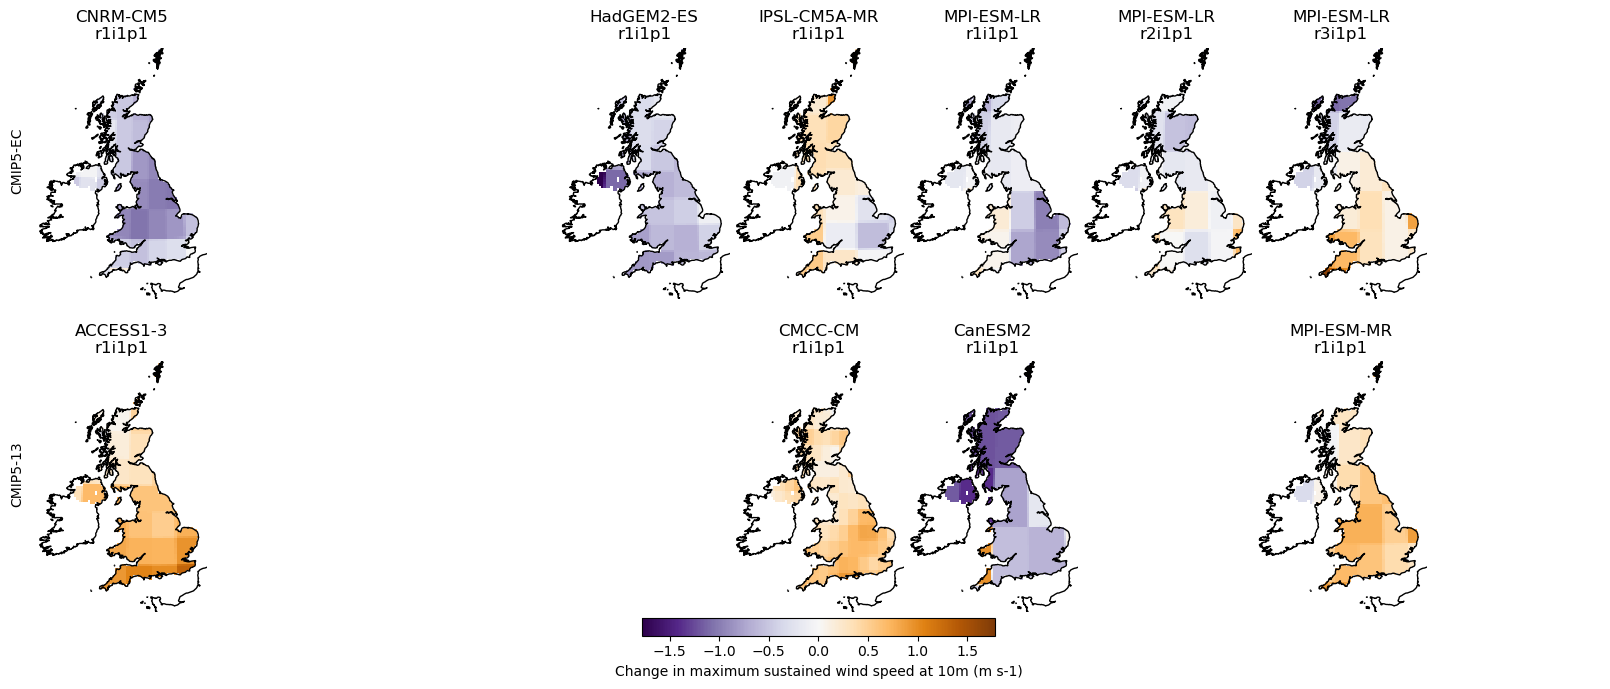 CNRM-CM5
r1i1p1
HadGEM2-ES
r1i1p1
IPSL-CM5A-MR
r1i1p1
MPI-ESM-LR
r1i1p1
MPI-ESM-LR
r2i1p1
MPI-ESM-LR
r3i1p1
CMIP5-EC
ACCESS1-3
r1i1p1
CMCC-CM
r1i1p1
CanESM2
r1i1p1
MPI-ESM-MR
r1i1p1
CMIP5-13
−1.5 −1.0 −0.5 0.0 0.5 1.0 1.5
Change in maximum sustained wind speed at 10m (m s-1)